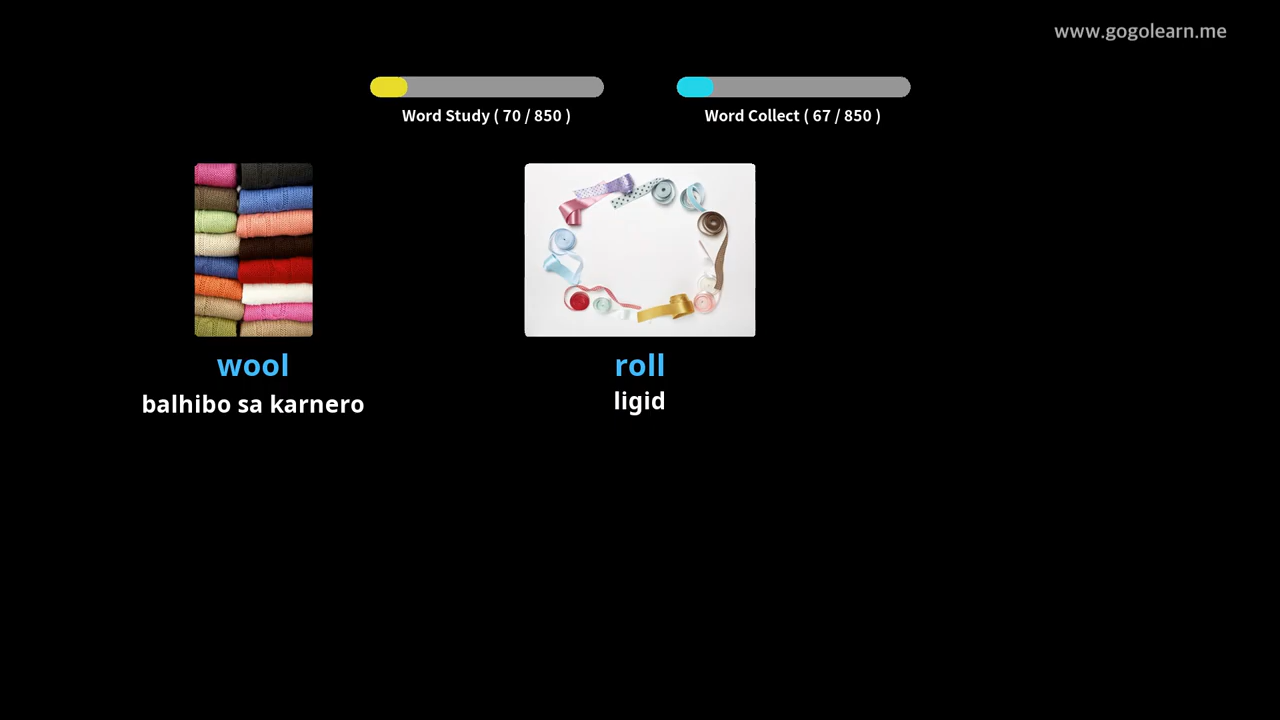 www.gogolearn.me
Word Study ( 70 / 850 )
Word Collect ( 67 / 850 )
wool
balhibo sa karnero
roll
ligid